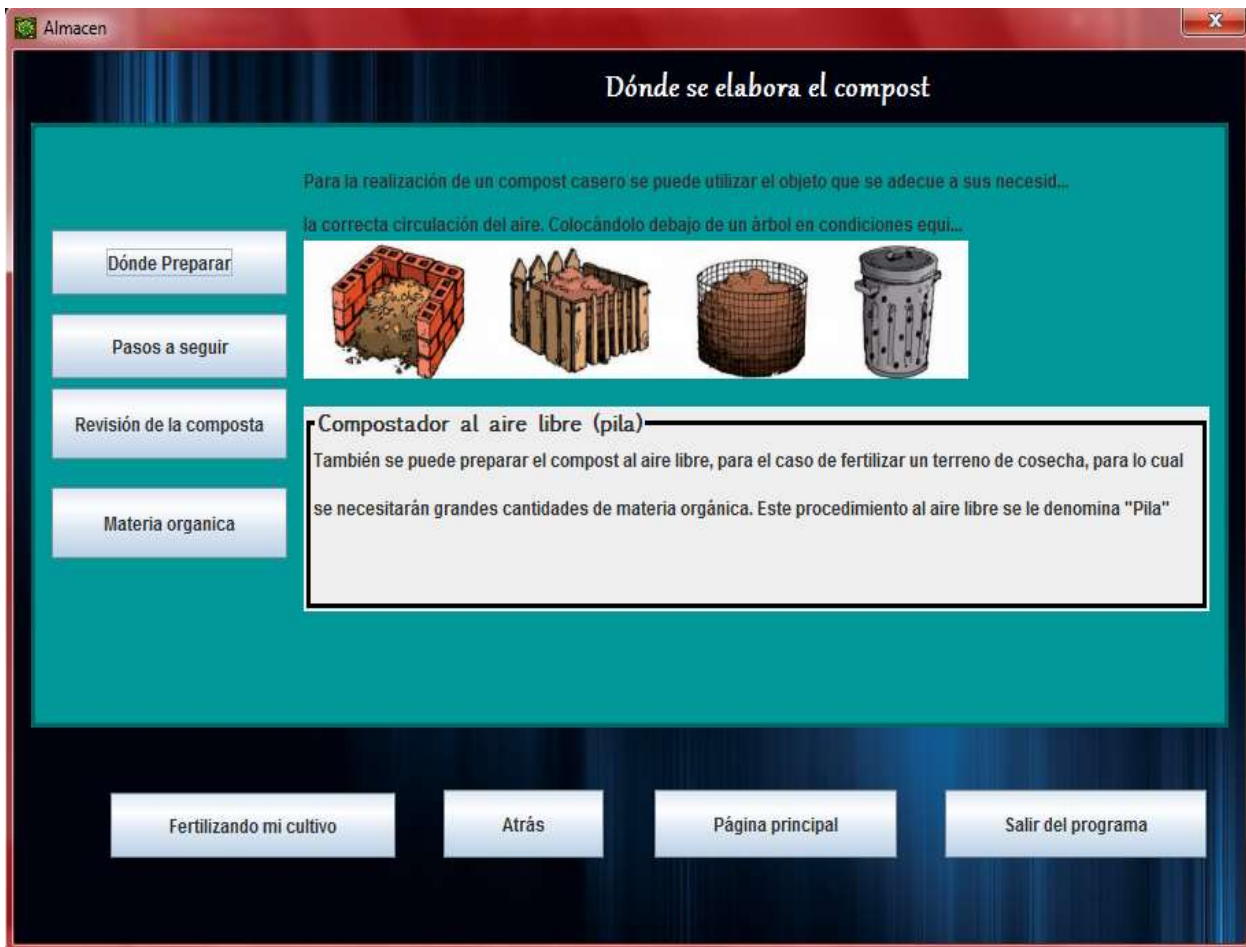 Almacen
Dónde se elabora el compost
Para la realización de un compost casero se puede utilizar el objeto que se adecue a sus necesid...
la correcta circulación del aire. Colocándolo debajo de un árbol en condiciones equi...
Dónde Preparar
Pasos a seguir
Revisión de la composta
Materia organica
Compostador al aire libre (pila)
También se puede preparar el compost al aire libre, para el caso de fertilizar un terreno de cosecha, para lo cual
se necesitarán grandes cantidades de materia orgánica. Este procedimiento al aire libre se le denomina "Pila"
Fertilizando mi cultivo
Atrás
Página principal
Salir del programa